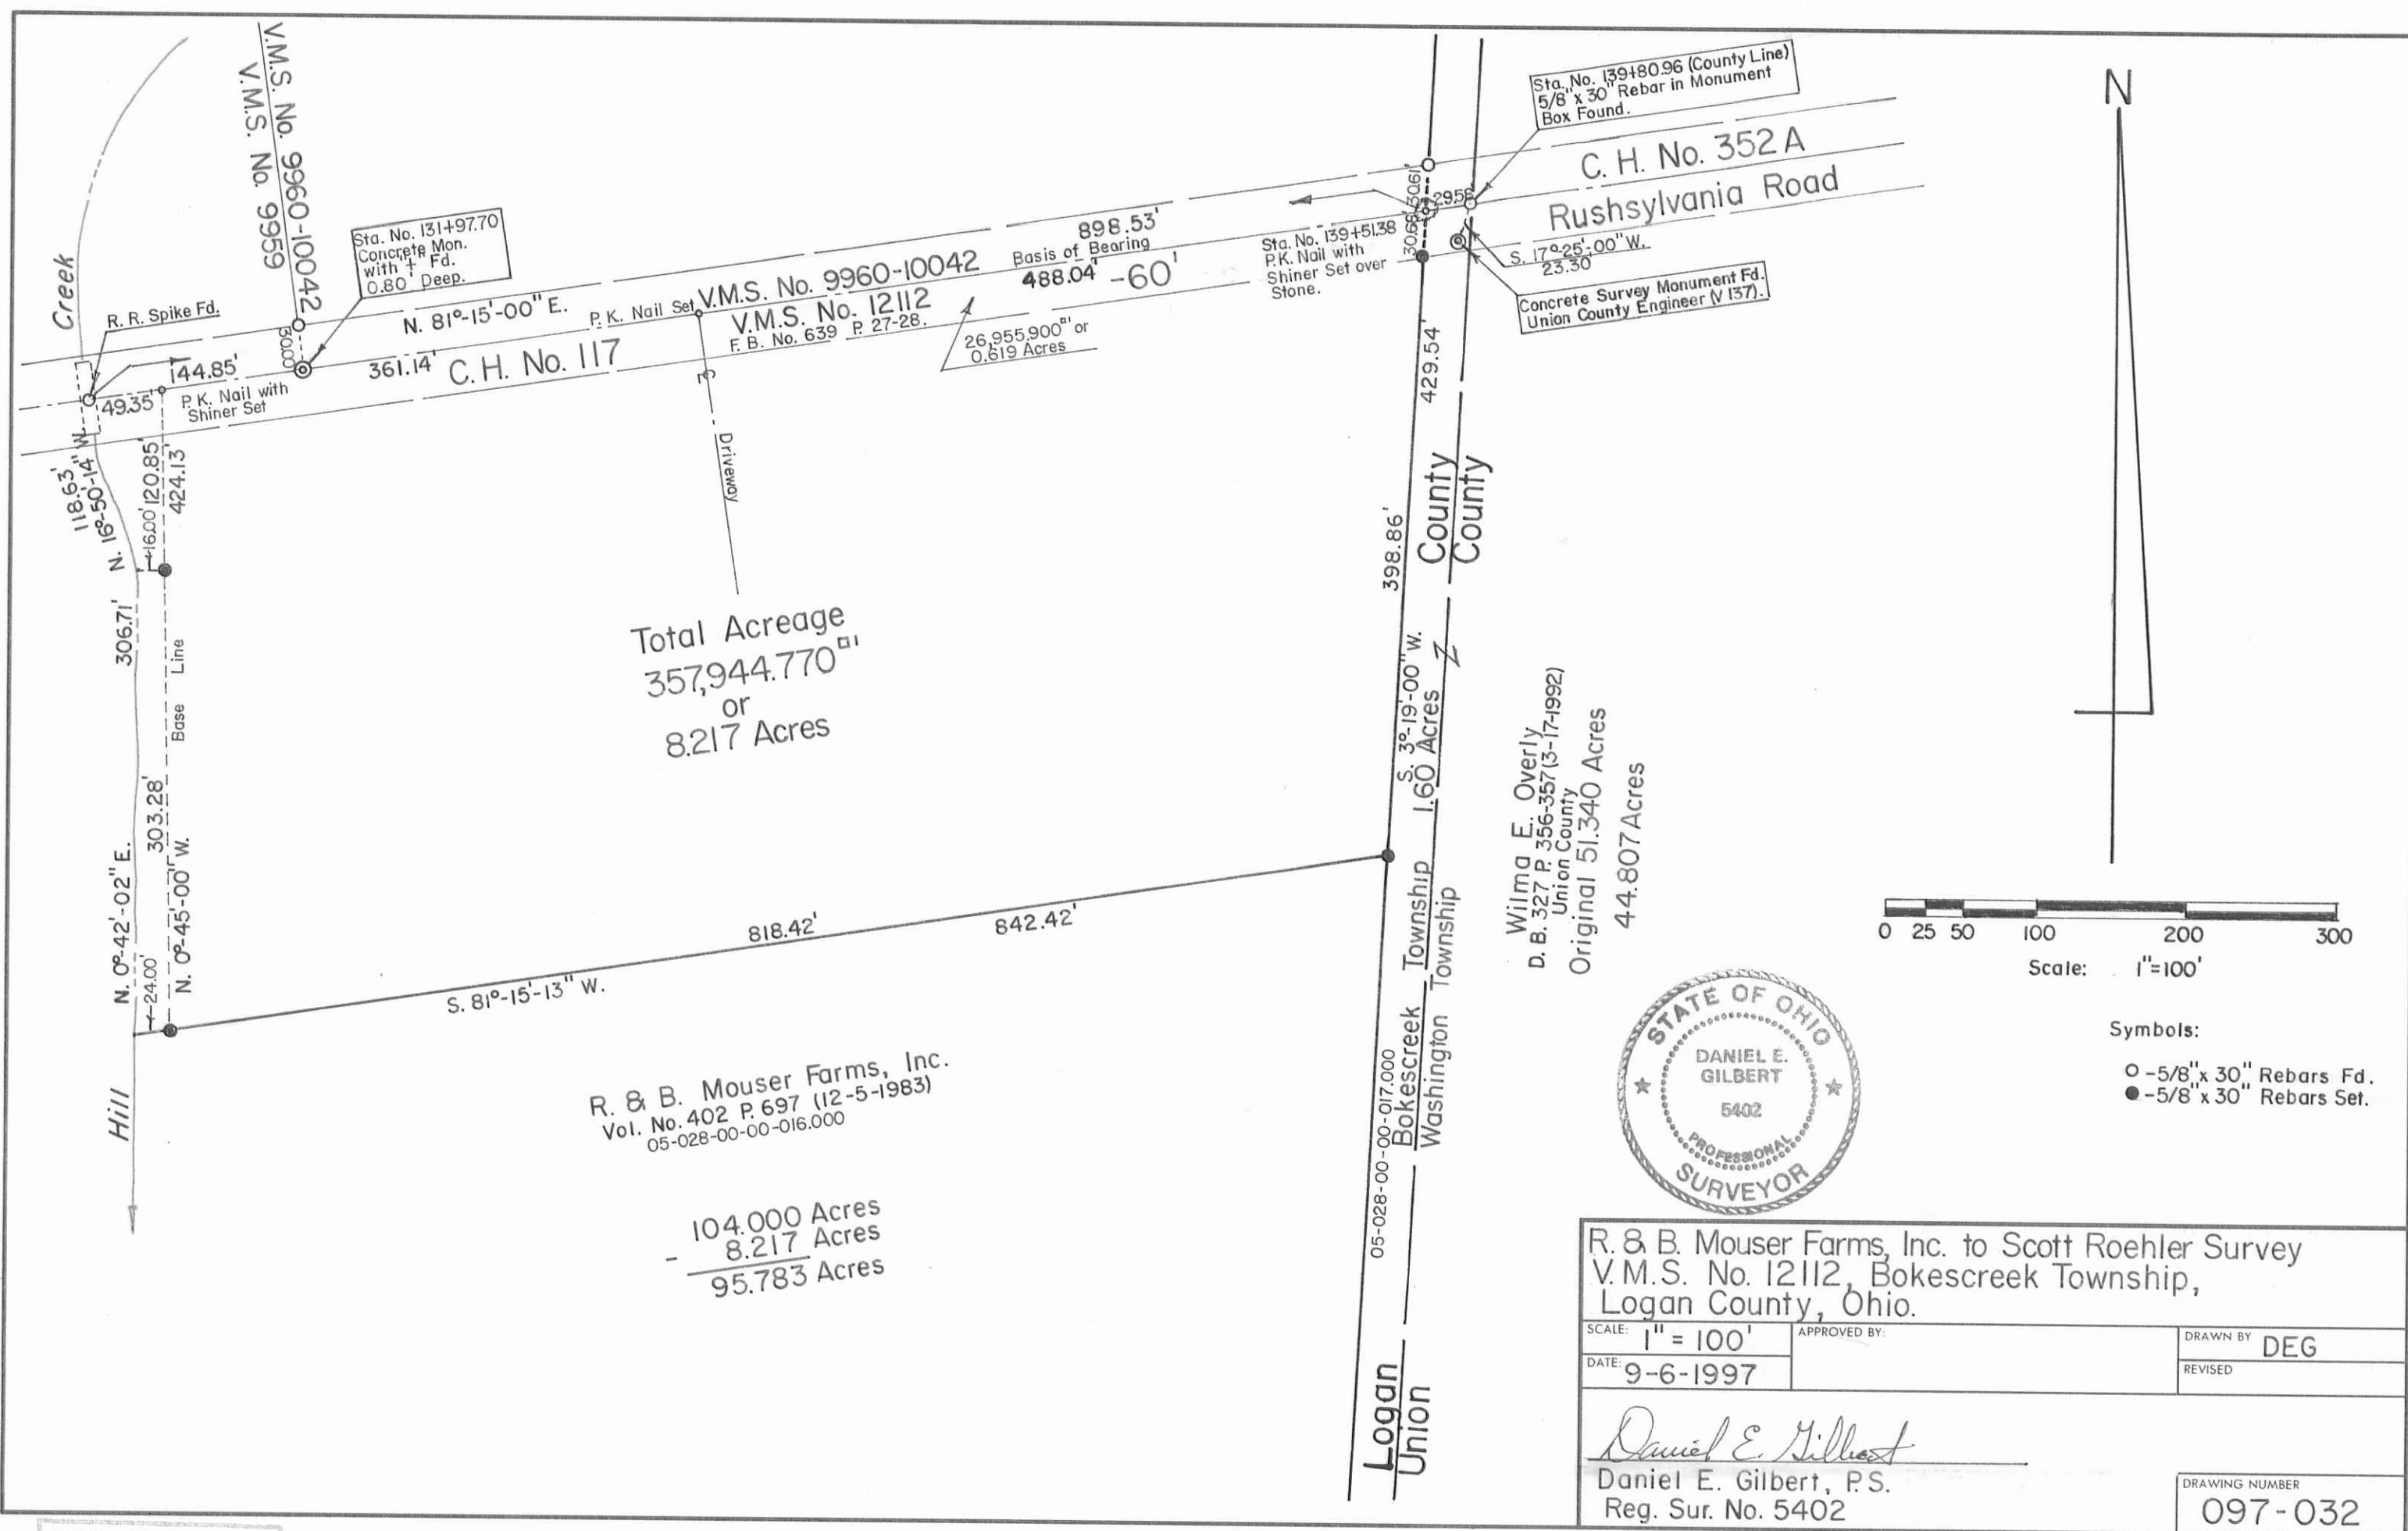 Creek
V.M.S. No. 9960-10042
V.M.S. No. 9959
R. R. Spike Fd.
Sta. No. 131+97.70
Concrete Mon.
with + Fd.
0.80' Deep.
30.00'
144.85'
49.35'
P.K. Nail with
Shiner Set
N. 81°-15'-00" E.
361.14'
C. H. No. 117
P.K. Nail Set
V.M.S. No. 9960-10042
V.M.S. No. 12112
F. B. No. 639 P. 27-28.
898.53'
Basis of Bearing
488.04'
-60'
26,955.900□' or
0.619 Acres
Sta. No. 139+51.38
P.K. Nail with
Shiner Set over
Stone.
30.61'
30.68'
29.58'
Sta. No. 139+80.96 (County Line)
5/8" x 30" Rebar in Monument
Box Found.
C. H. No. 352 A
Rushsylvania Road
S. 17°-25'-00" W.
23.30'
Concrete Survey Monument Fd.
Union County Engineer (V 137).
N
118.63'
N. 16°-50'-14" W.
16.00'
120.85'
424.13'
306.71'
N. 0°-42'-02" E.
303.28'
Base Line
N. 0°-45'-00" W.
24.00'
Hill
Driveway
Total Acreage
357,944.770□'
or
8.217 Acres
429.54'
398.86'
County
County
S. 3°-19'-00" W.
1.60 Acres
Bokescreek Township
Washington Township
05-028-00-00-017.000
Logan
Union
818.42'
842.42'
S. 81°-15'-13" W.
R. & B. Mouser Farms, Inc.
Vol. No. 402 P. 697 (12-5-1983)
05-028-00-00-016.000
104.000 Acres
- 8.217 Acres
95.783 Acres
Wilma E. Overly
D. B. 327 P. 356-357 (3-17-1992)
Union County
Original 51.340 Acres
44.807 Acres
0 25 50 100 200 300
Scale: 1"=100'
Symbols:
○ -5/8" x 30" Rebars Fd.
● -5/8" x 30" Rebars Set.
STATE OF OHIO
DANIEL E.
GILBERT
5402
PROFESSIONAL
SURVEYOR
R. & B. Mouser Farms, Inc. to Scott Roehler Survey
V.M.S. No. 12112, Bokescreek Township,
Logan County, Ohio.
SCALE: 1" = 100'
APPROVED BY:
DRAWN BY DEG
DATE: 9-6-1997
REVISED
Daniel E. Gilbert
Daniel E. Gilbert, P.S.
Reg. Sur. No. 5402
DRAWING NUMBER
097-032